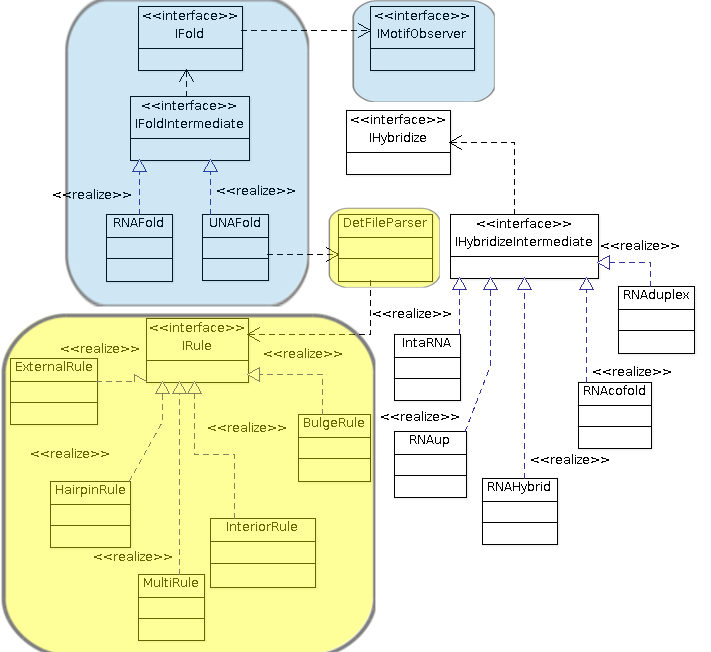 <<interface>>
IFold
<<interface>>
IMotifObserver
<<interface>>
IFoldIntermediate
<<interface>>
IHybridize
<<realize>>
<<realize>>
RNAFold
UNAFold
DetFileParser
<<interface>>
IHybridizeIntermediate
<<realize>>
RNAduplex
<<realize>>
<<interface>>
IRule
<<realize>>
ExternalRule
<<realize>>
IntaRNA
<<realize>>
RNAcofold
<<realize>>
BulgeRule
<<realize>>
<<realize>>
RNAup
<<realize>>
HairpinRule
<<realize>>
RNAHybrid
InteriorRule
<<realize>>
MultiRule